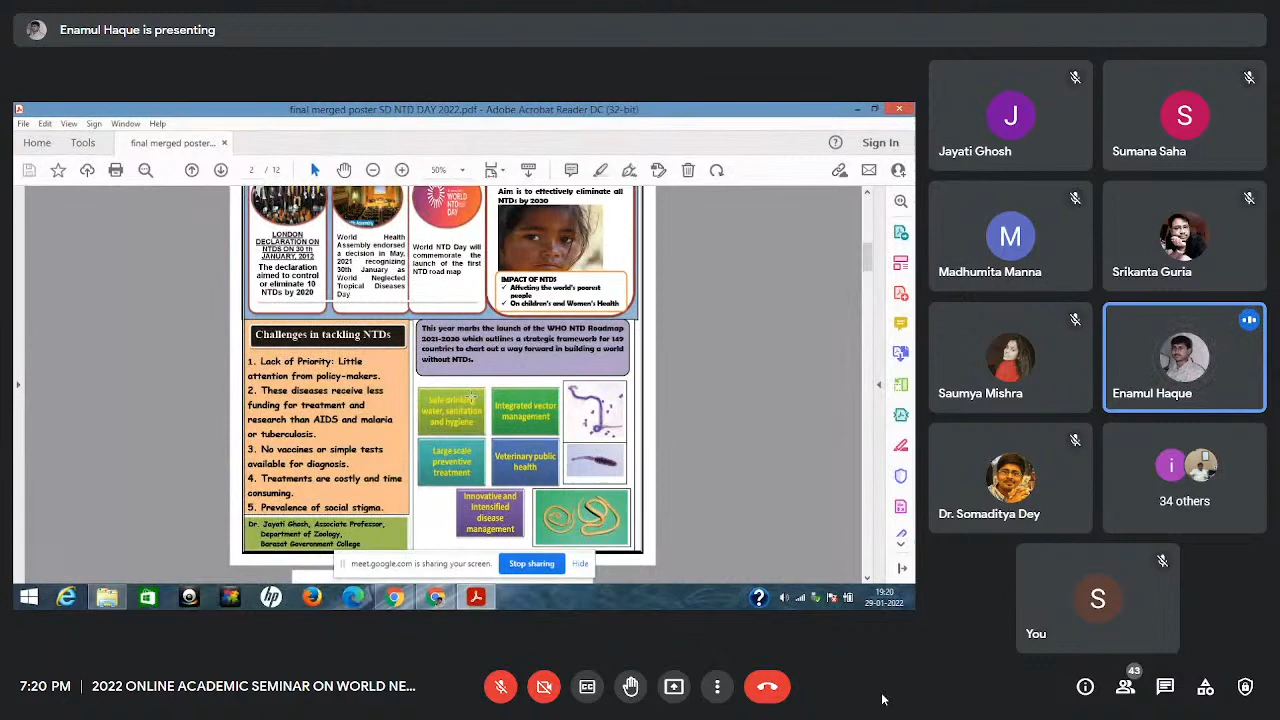 Enamul Haque is presenting
final merged poster SD NTD DAY 2022.pdf - Adobe Acrobat Reader DC (32-bit)
File Edit View Sign Window Help
Home Tools final merged poster... × Sign In
2 / 12 50%
LONDON
DECLARATION ON
NTDS ON 30 th
JANUARY, 2012
The declaration
aimed to control
or eliminate 10
NTDs by 2020
World Health
Assembly endorsed
a decision in May,
2021 recognizing
30th January as
World Neglected
Tropical Diseases
Day
WORLD
NTD
DAY
World NTD Day will
commemorate the
launch of the first
NTD road map
Aim is to effectively eliminate all
NTDs by 2030
IMPACT OF NTDS
✓ Affecting the world's poorest
people
✓ On children's and Women's Health
Challenges in tackling NTDs
1. Lack of Priority: Little
attention from policy-makers.
2. These diseases receive less
funding for treatment and
research than AIDS and malaria
or tuberculosis.
3. No vaccines or simple tests
available for diagnosis.
4. Treatments are costly and time
consuming.
5. Prevalence of social stigma.
Dr. Jayati Ghosh, Associate Professor,
Department of Zoology,
Barasat Government College
This year marks the launch of the WHO NTD Roadmap
2021-2030 which outlines a strategic framework for 149
countries to chart out a way forward in building a world
without NTDs.
Safe drinking
water, sanitation
and hygiene
Integrated vector
management
Large scale
preventive
treatment
Veterinary public
health
Innovative and
Intensified
disease
management
meet.google.com is sharing your screen. Stop sharing Hide
19:20
29-01-2022
J
Jayati Ghosh
S
Sumana Saha
M
Madhumita Manna
Srikanta Guria
Saumya Mishra
Enamul Haque
Dr. Somaditya Dey
i
34 others
S
You
7:20 PM | 2022 ONLINE ACADEMIC SEMINAR ON WORLD NE...
43